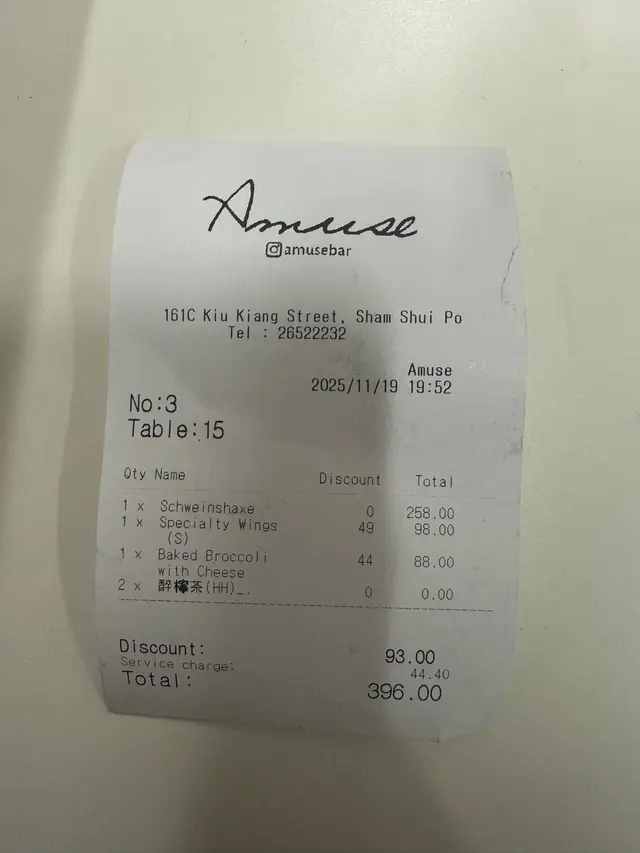 Amuse
amusebar
161C Kiu Kiang Street, Sham Shui Po
Tel : 26522232
Amuse
2025/11/19 19:52
No:3
Table:15
Qty Name Discount Total
1 x Schweinshaxe 0 258.00
1 x Specialty Wings 49 98.00
(S)
1 x Baked Broccoli 44 88.00
with Cheese
2 x 醉檸茶(HH)_. 0 0.00
Discount: 93.00
Service charge: 44.40
Total: 396.00